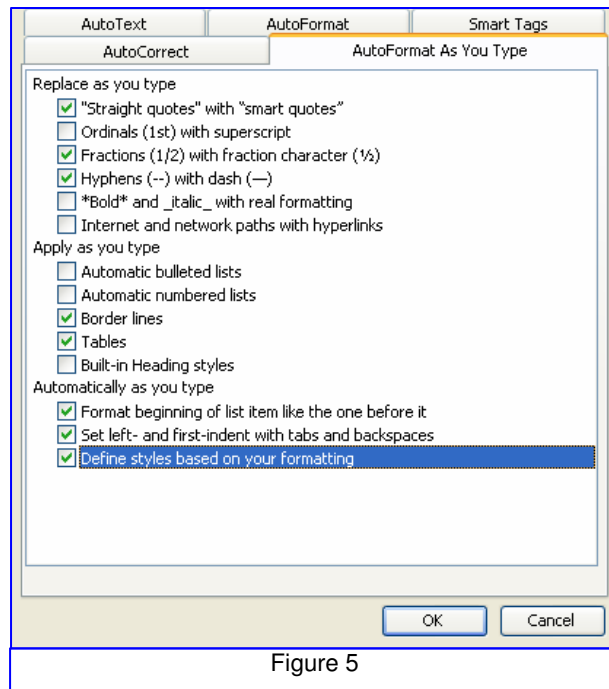 AutoText AutoFormat Smart Tags
AutoCorrect AutoFormat As You Type
Replace as you type
"Straight quotes" with “smart quotes”
Ordinals (1st) with superscript
Fractions (1/2) with fraction character (½)
Hyphens (--) with dash (—)
*Bold* and _italic_ with real formatting
Internet and network paths with hyperlinks
Apply as you type
Automatic bulleted lists
Automatic numbered lists
Border lines
Tables
Built-in Heading styles
Automatically as you type
Format beginning of list item like the one before it
Set left- and first-indent with tabs and backspaces
Define styles based on your formatting
OK Cancel
Figure 5